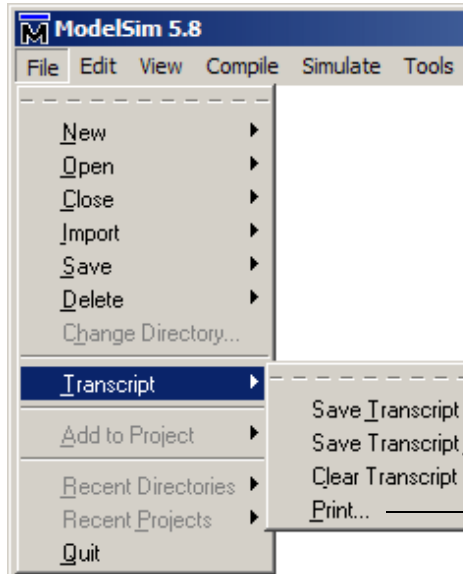 ModelSim 5.8
File Edit View Compile Simulate Tools
New
Open
Close
Import
Save
Delete
Change Directory...
Transcript
Save Transcript
Add to Project
Save Transcript
Clear Transcript
Recent Directories
Print...
Recent Projects
Quit